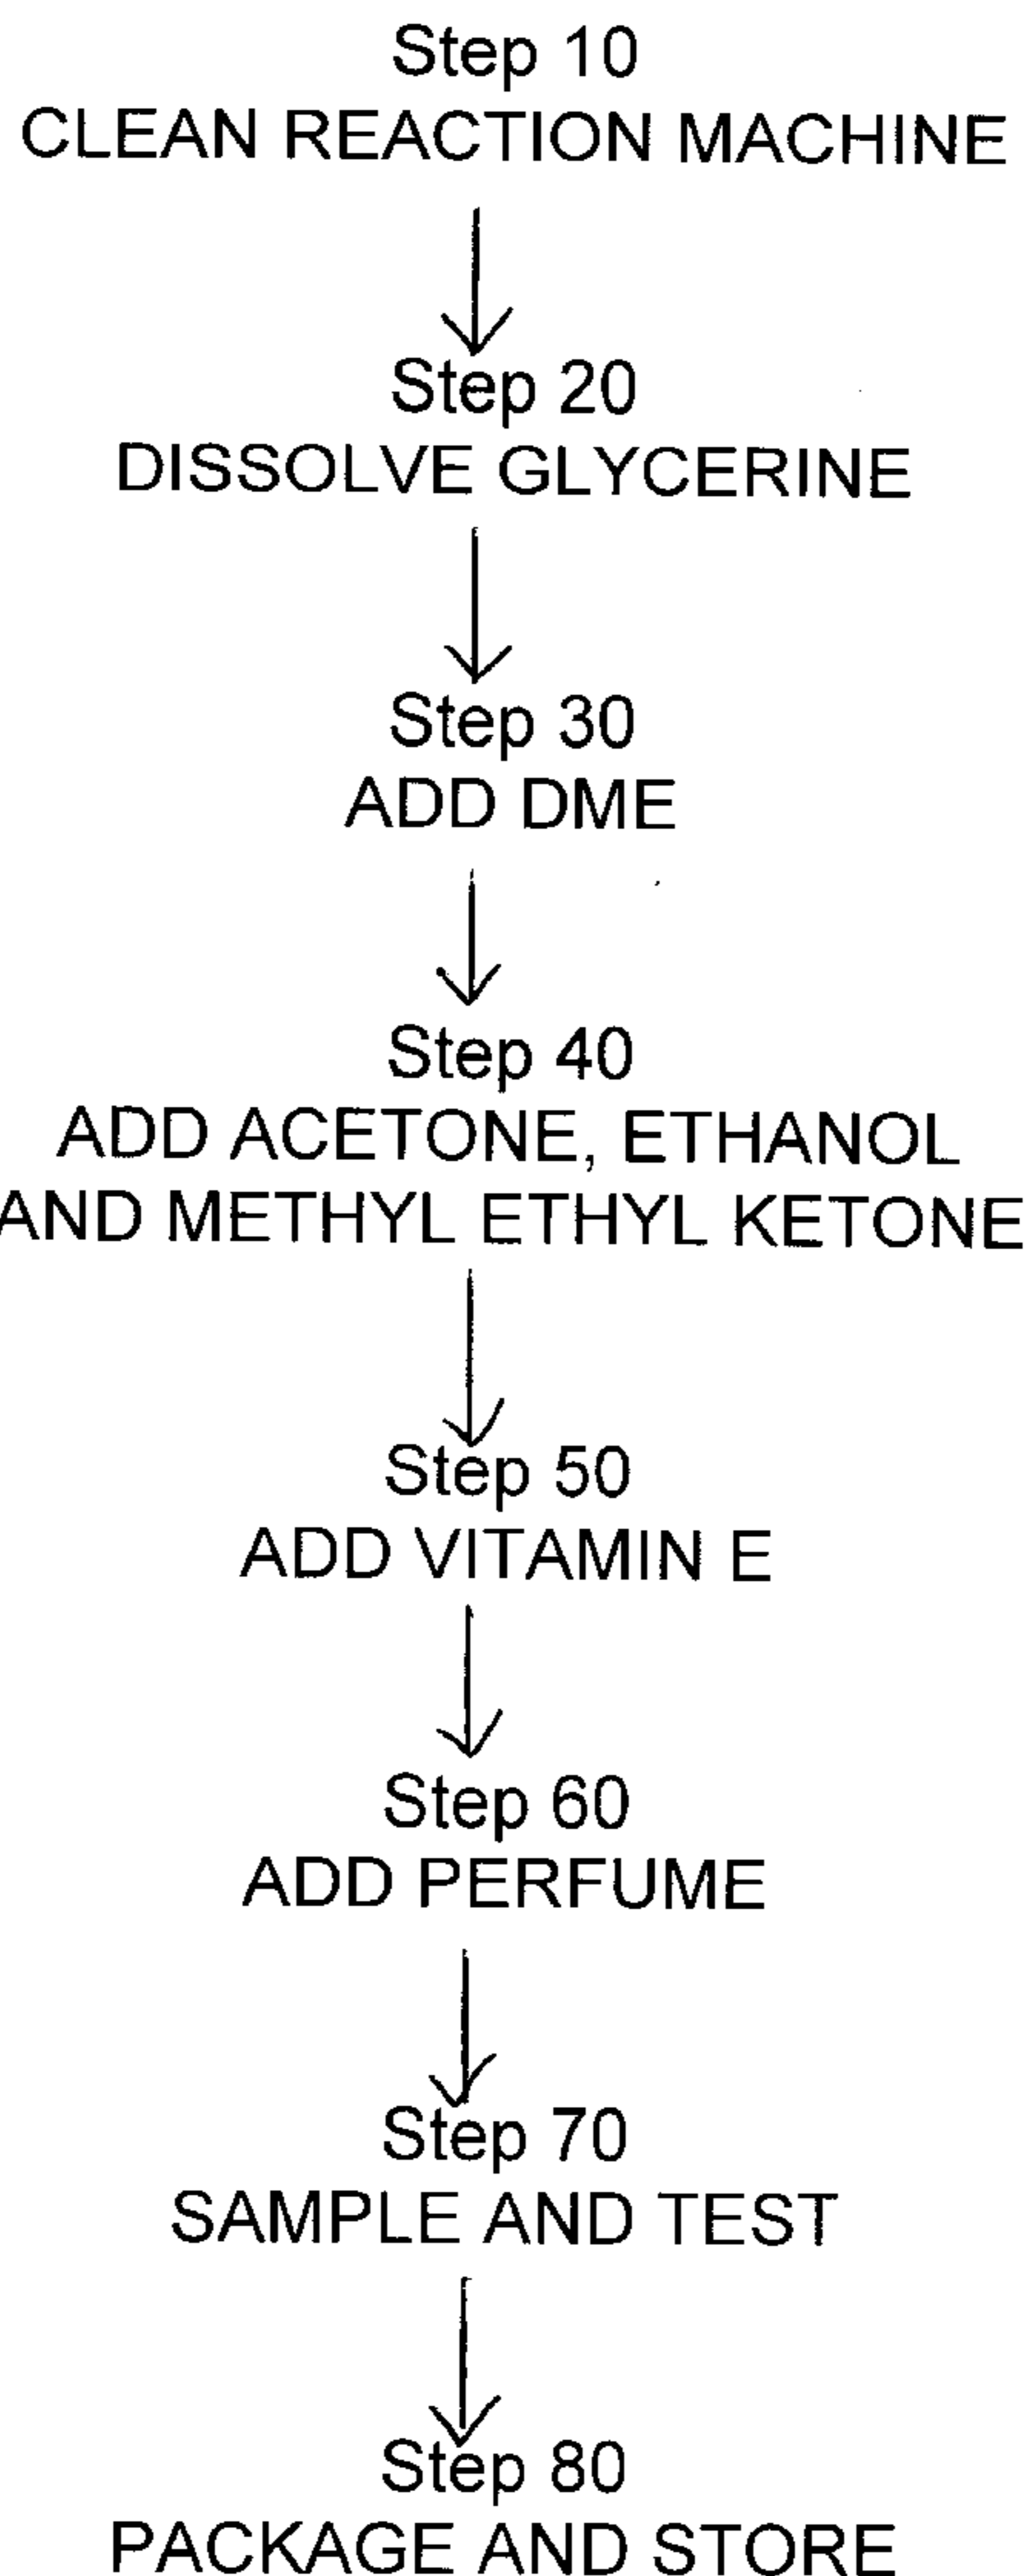 Step 10
CLEAN REACTION MACHINE
Step 20
DISSOLVE GLYCERINE
Step 30
ADD DME
Step 40
ADD ACETONE, ETHANOL
AND METHYL ETHYL KETONE
Step 50
ADD VITAMIN E
Step 60
ADD PERFUME
Step 70
SAMPLE AND TEST
Step 80
PACKAGE AND STORE